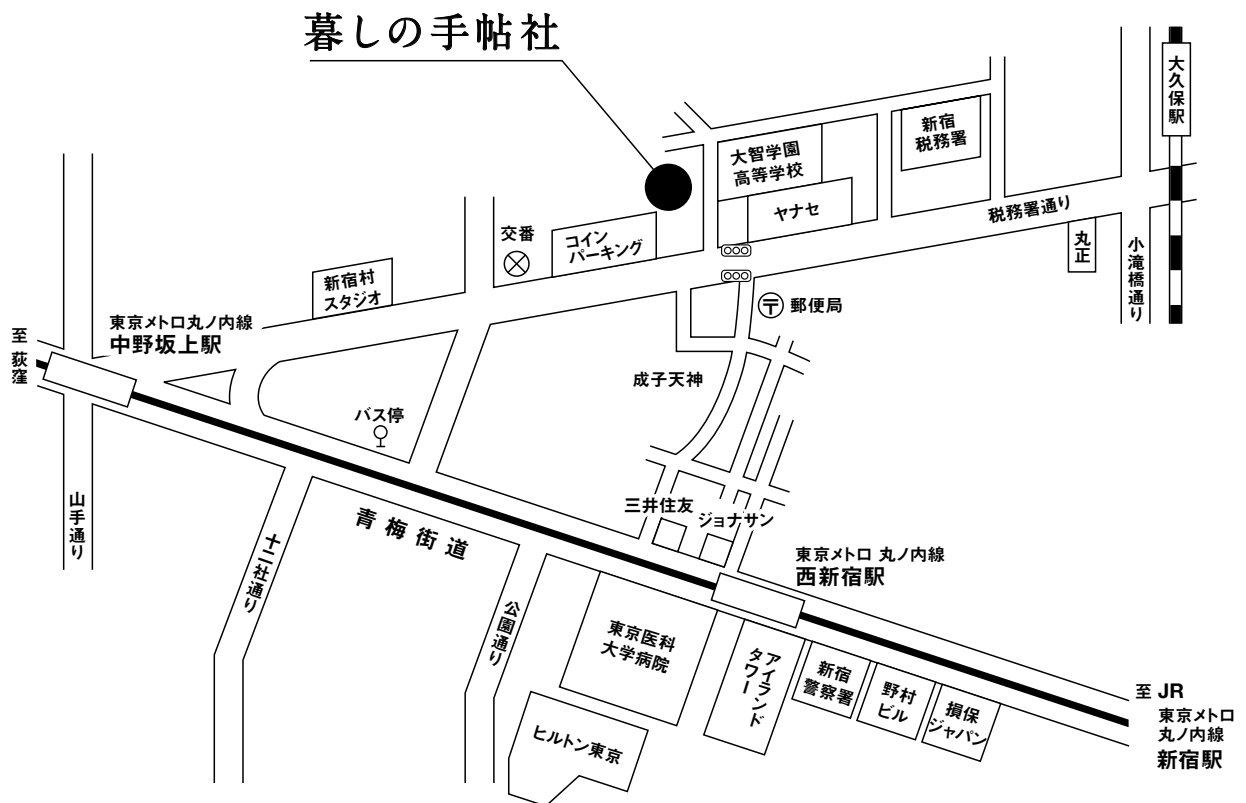 暮しの手帖社
大久保駅
新宿
税務署
大智学園
高等学校
ヤナセ
税務署通り
丸正
小滝橋通り
交番
コイン
パーキング
新宿村
スタジオ
郵便局
東京メトロ丸ノ内線
中野坂上駅
至 荻窪
成子天神
バス停
山手通り
三井住友
ジョナサン
青梅街道
十二社通り
東京メトロ 丸ノ内線
西新宿駅
公園通り
東京医科
大学病院
アイランド
タワー
新宿
警察署
野村
ビル
損保
ジャパン
ヒルトン東京
至 JR
東京メトロ
丸ノ内線
新宿駅